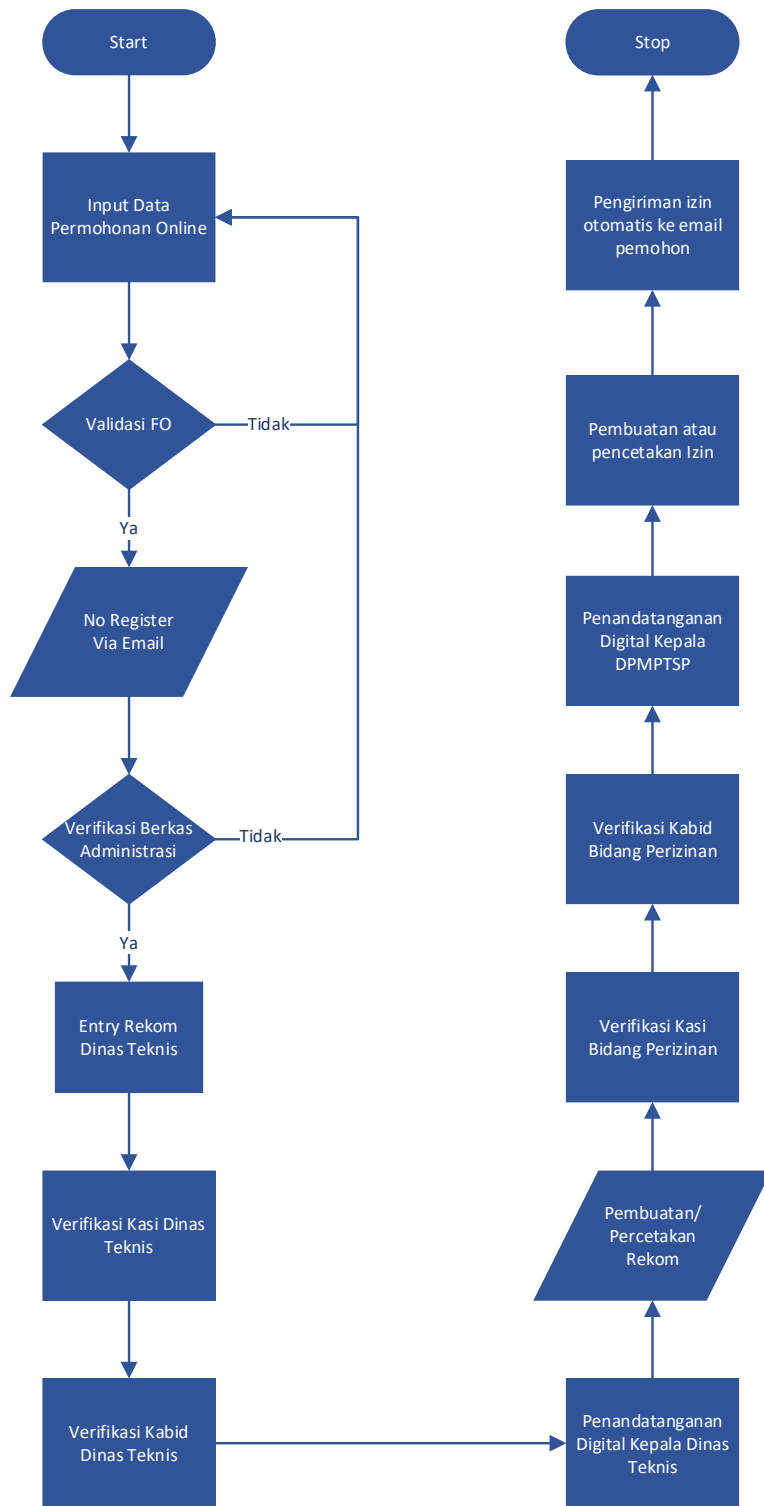 Start
Input Data
Permohonan Online
Validasi FO
Tidak
Ya
No Register
Via Email
Verifikasi Berkas
Administrasi
Tidak
Ya
Entry Rekom
Dinas Teknis
Verifikasi Kasi Dinas
Teknis
Verifikasi Kabid
Dinas Teknis
Penandatanganan
Digital Kepala Dinas
Teknis
Pembuatan/
Percetakan
Rekom
Verifikasi Kasi
Bidang Perizinan
Verifikasi Kabid
Bidang Perizinan
Penandatanganan
Digital Kepala
DPMPTSP
Pembuatan atau
pencetakan Izin
Pengiriman izin
otomatis ke email
pemohon
Stop